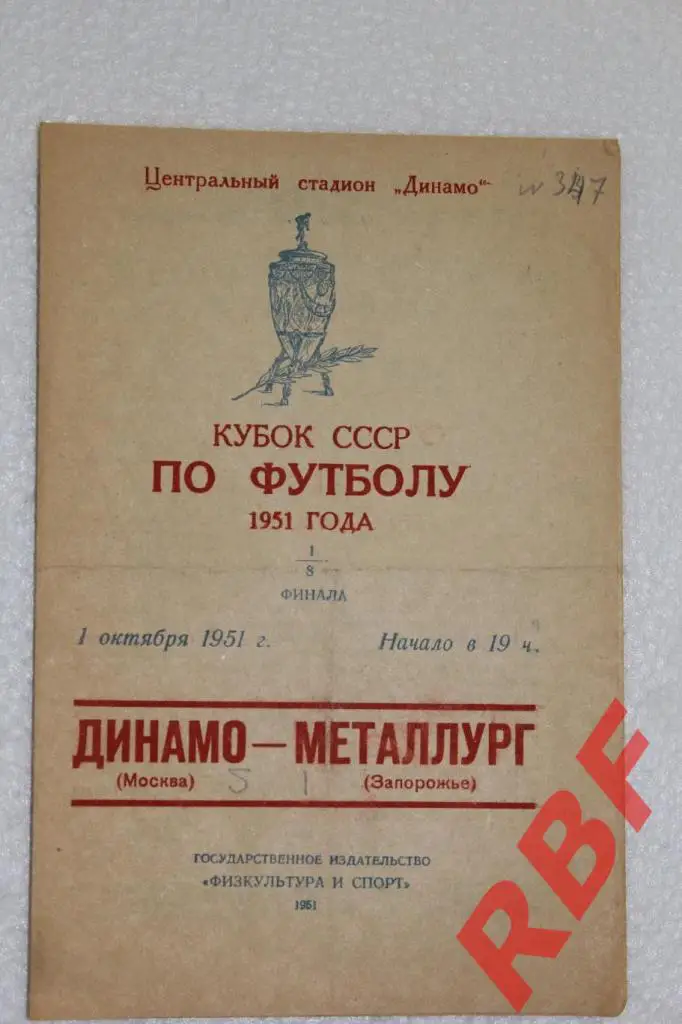 Центральный стадион „Динамо“
КУБОК СССР
ПО ФУТБОЛУ
1951 ГОДА
1
8
ФИНАЛА
1 октября 1951 г.
Начало в 19 ч.
ДИНАМО — МЕТАЛЛУРГ
(Москва) 5 1 (Запорожье)
ГОСУДАРСТВЕННОЕ ИЗДАТЕЛЬСТВО
«ФИЗКУЛЬТУРА И СПОРТ»
1951
RBF